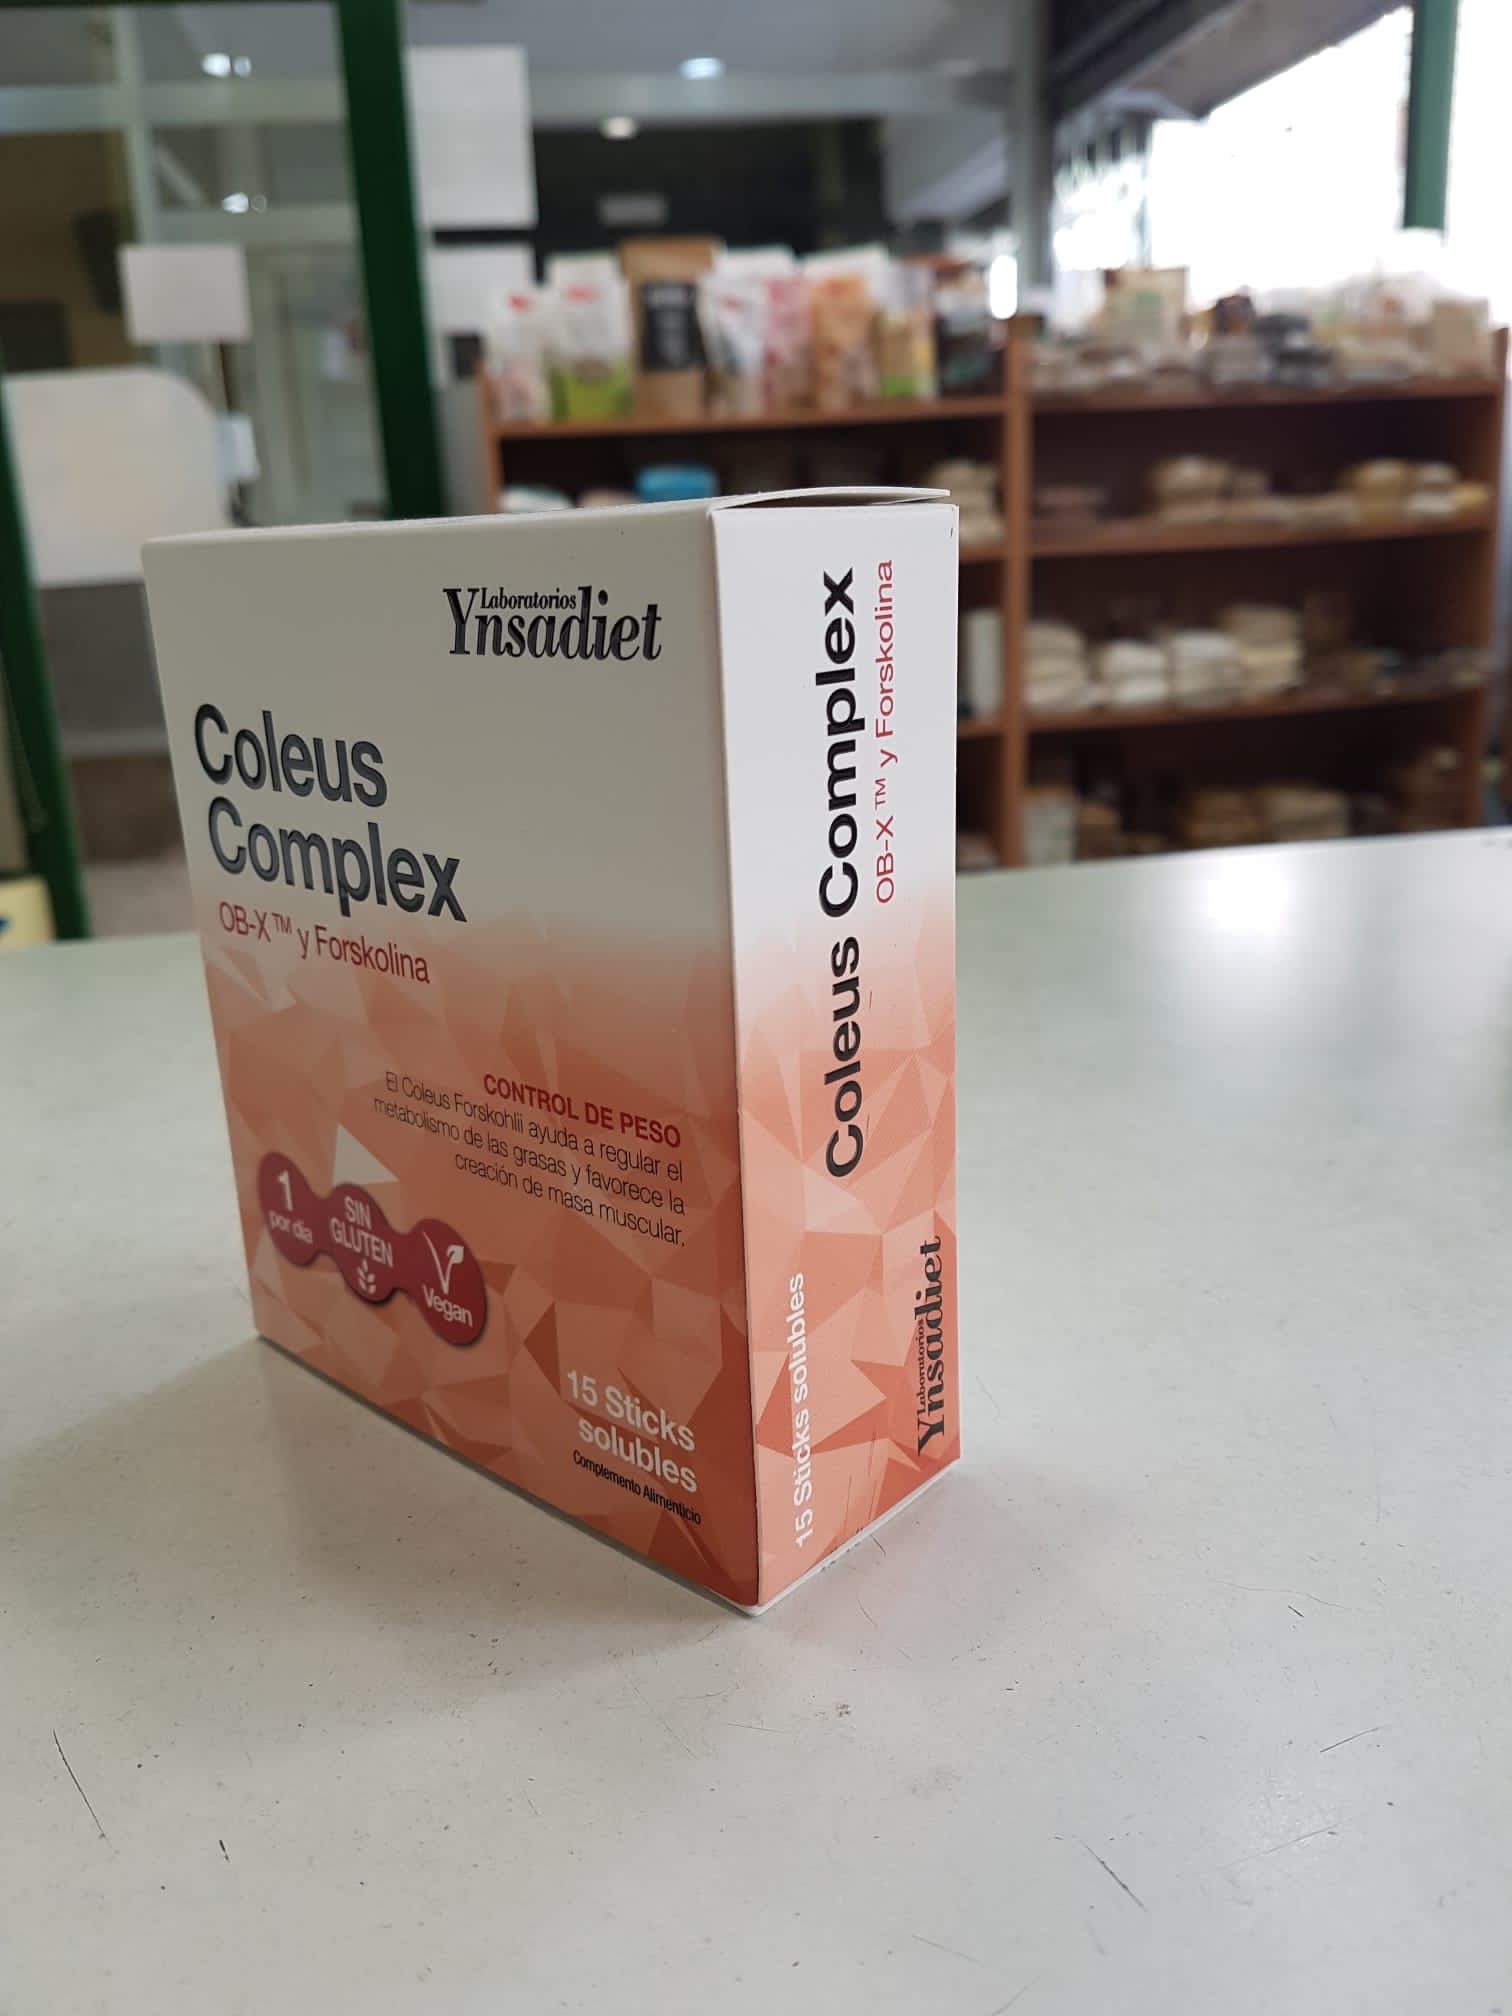 Laboratorios
Ynsadiet
Coleus
Complex
OB-X™ y Forskolina
CONTROL DE PESO
El Coleus Forskohlii ayuda a regular el
metabolismo de las grasas y favorece la
creación de masa muscular.
1
por día
SIN
GLUTEN
Vegan
15 Sticks
solubles
Complemento Alimenticio
Coleus Complex
OB-X™ y Forskolina
15 Sticks solubles
Laboratorios
Ynsadiet